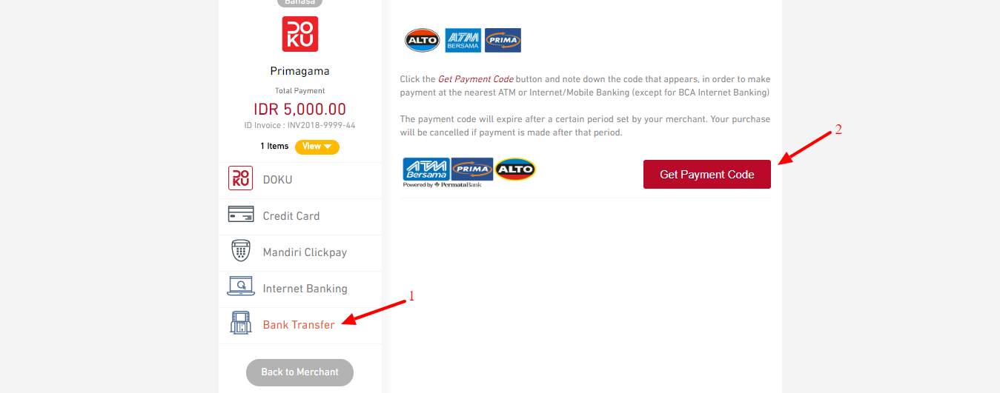 Bahasa
DOKU
Primagama
Total Payment
IDR 5,000.00
ID Invoice : INV2018-9999-44
1 Items View
DOKU DOKU
Credit Card
Mandiri Clickpay
Internet Banking
Bank Transfer
1
Back to Merchant
ALTO ATM BERSAMA PRIMA
Click the Get Payment Code button and note down the code that appears, in order to make
payment at the nearest ATM or Internet/Mobile Banking (except for BCA Internet Banking)
The payment code will expire after a certain period set by your merchant. Your purchase
will be cancelled if payment is made after that period.
2
ATM Bersama PRIMA ALTO
Powered by PermataBank
Get Payment Code